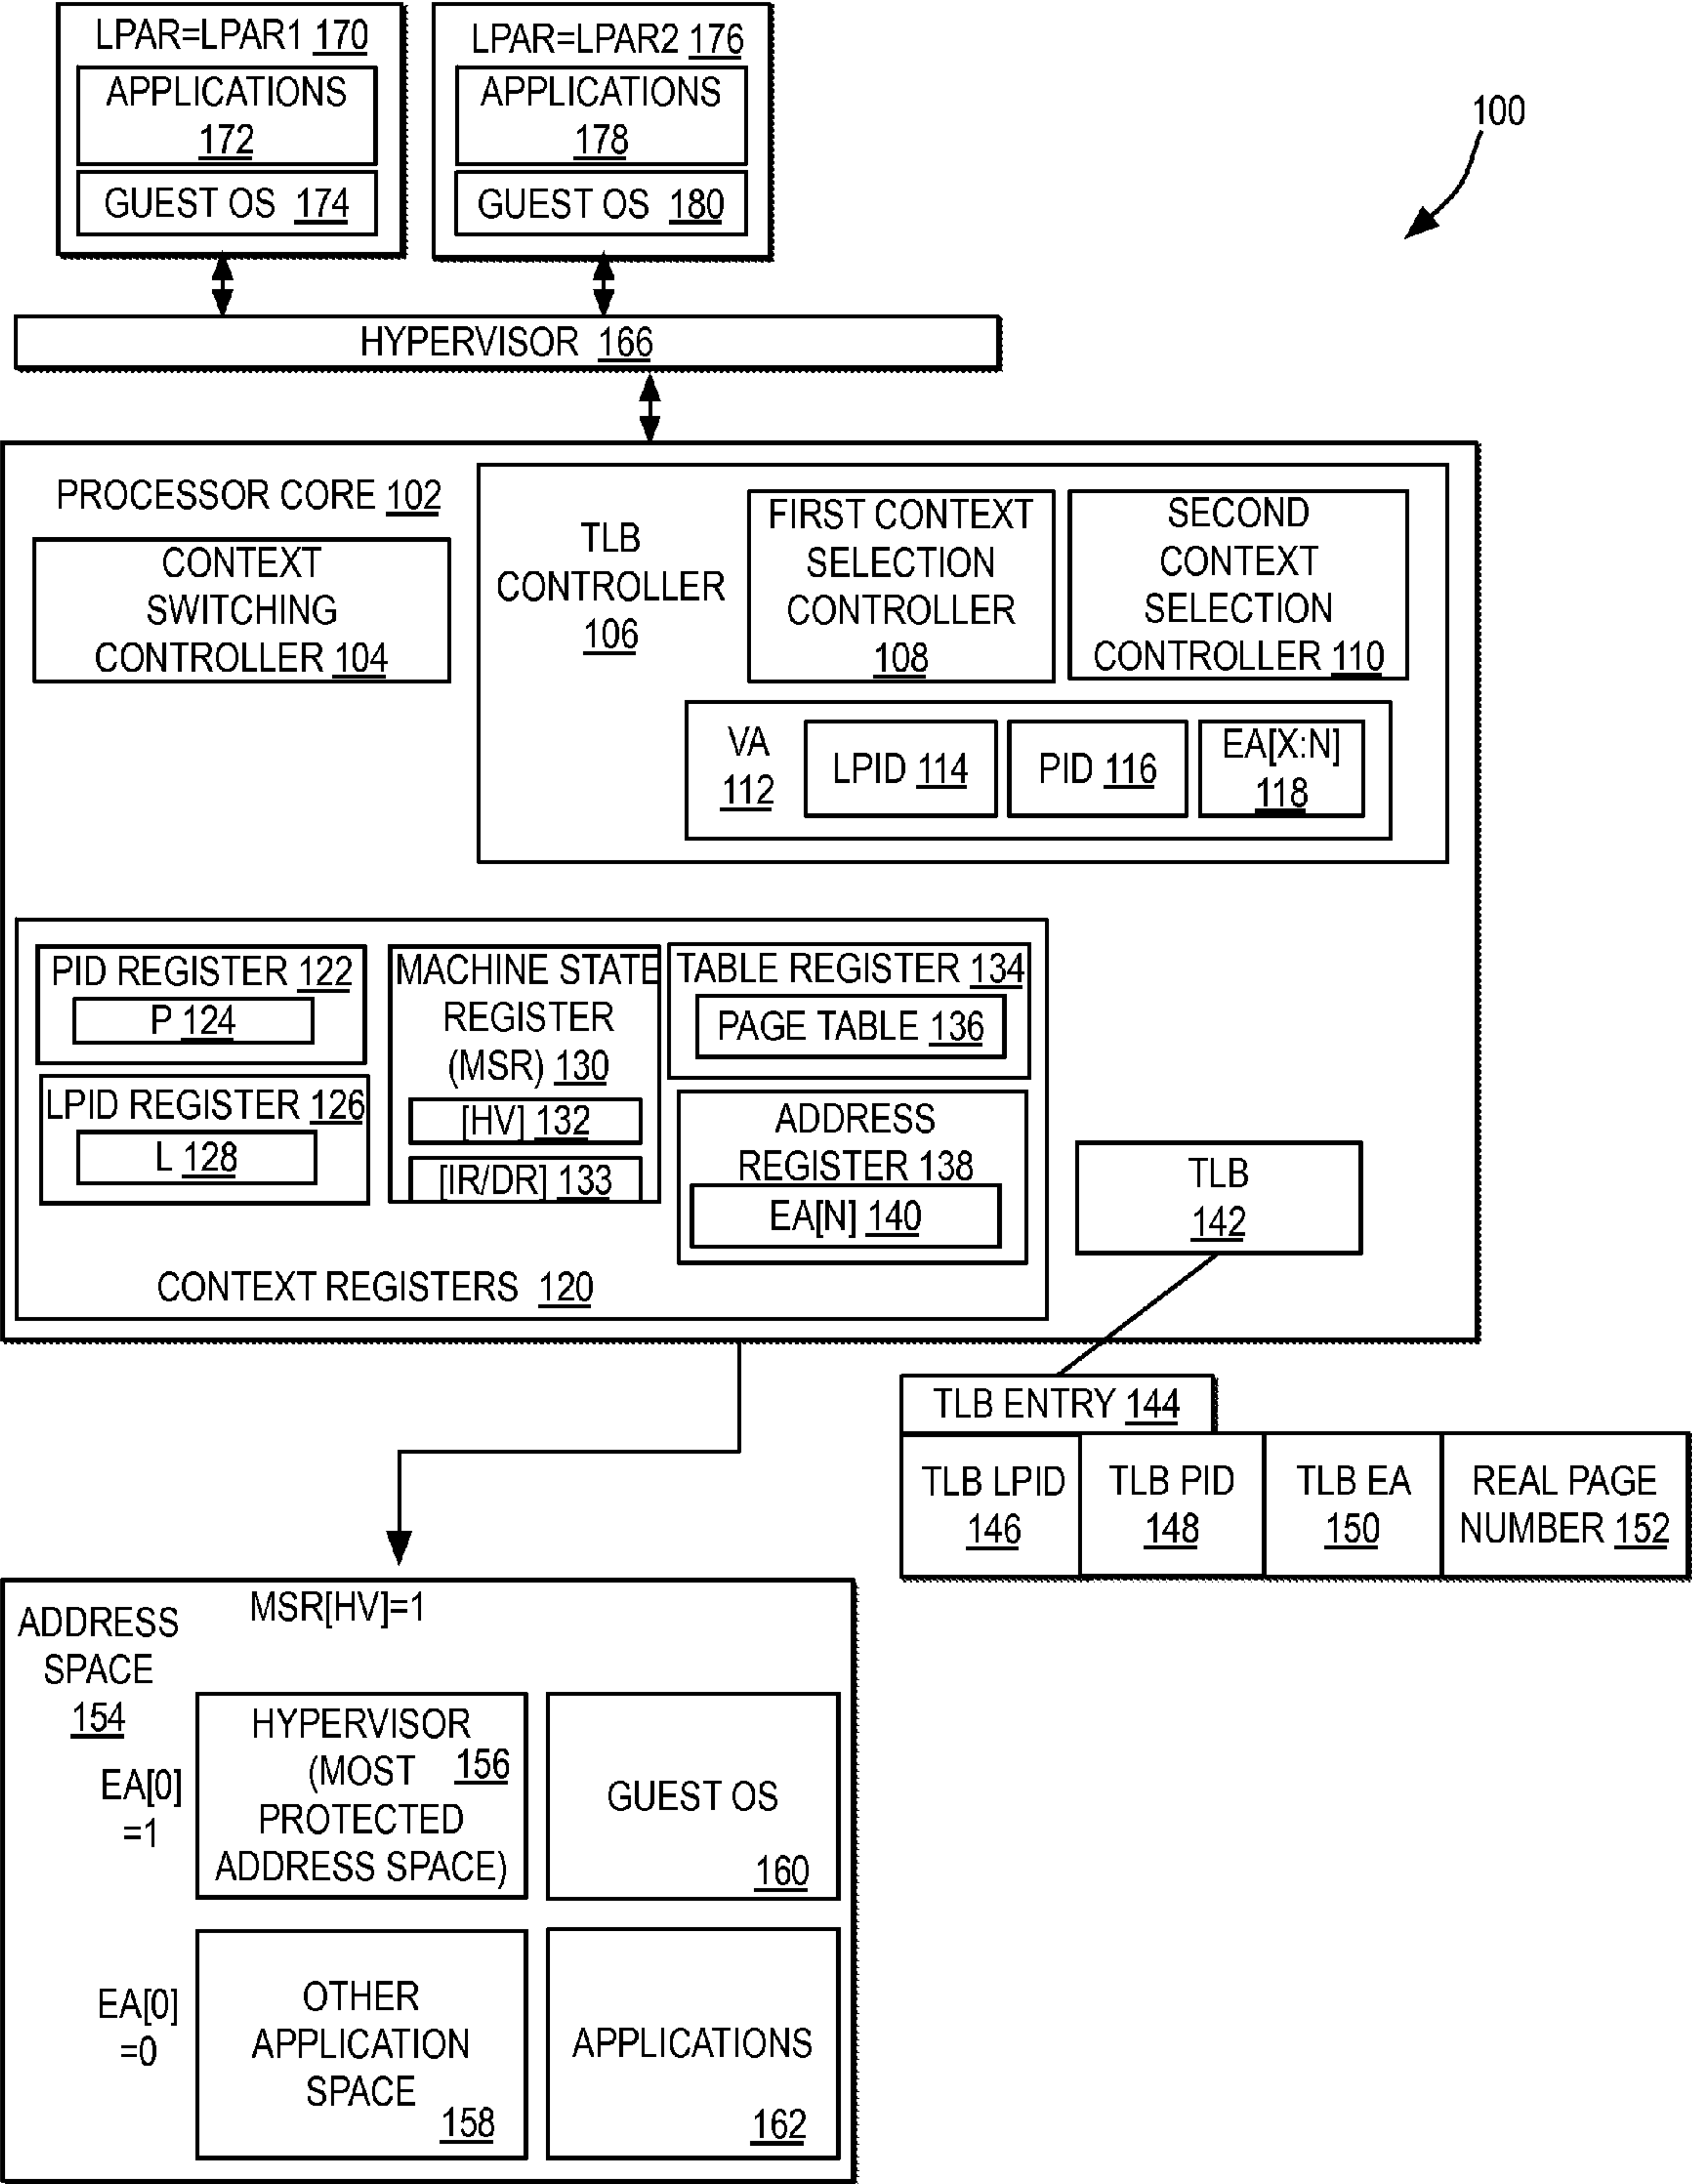 LPAR=LPAR1 170
APPLICATIONS
172
GUEST OS 174
LPAR=LPAR2 176
APPLICATIONS
178
GUEST OS 180
100
HYPERVISOR 166
PROCESSOR CORE 102
CONTEXT
SWITCHING
CONTROLLER 104
TLB
CONTROLLER
106
FIRST CONTEXT
SELECTION
CONTROLLER
108
SECOND
CONTEXT
SELECTION
CONTROLLER 110
VA
112
LPID 114
PID 116
EA[X:N]
118
PID REGISTER 122
P 124
LPID REGISTER 126
L 128
MACHINE STATE
REGISTER
(MSR) 130
[HV] 132
[IR/DR] 133
TABLE REGISTER 134
PAGE TABLE 136
ADDRESS
REGISTER 138
EA[N] 140
CONTEXT REGISTERS 120
TLB
142
TLB ENTRY 144
TLB LPID
146
TLB PID
148
TLB EA
150
REAL PAGE
NUMBER 152
ADDRESS
SPACE
154
MSR[HV]=1
EA[0]
=1
HYPERVISOR
(MOST 156
PROTECTED
ADDRESS SPACE)
GUEST OS
160
EA[0]
=0
OTHER
APPLICATION
SPACE
158
APPLICATIONS
162